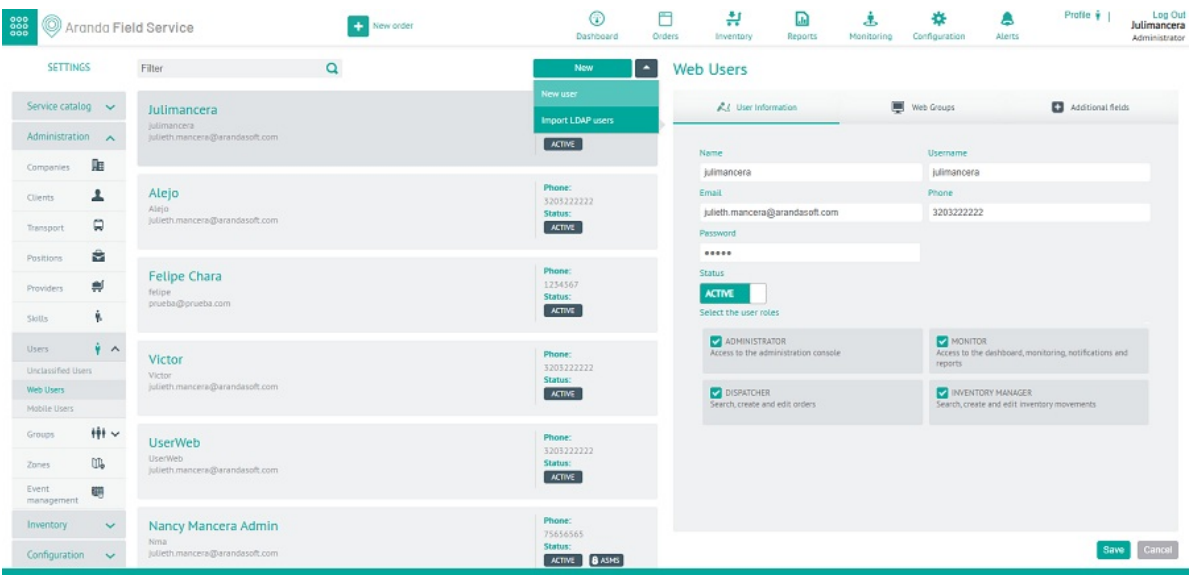 Aranda Field Service
New order
Dashboard
Orders
Inventory
Reports
Monitoring
Configuration
Alerts
Profile
Log Out
Julimancera
Administrator
SETTINGS
Filter
New
Web Users
New user
Import LDAP users
Service catalog
Administration
Companies
Clients
Transport
Positions
Providers
Skills
Users
Unclassified Users
Web Users
Mobile Users
Groups
Zones
Event
management
Inventory
Configuration
Julimancera
julimancera
julieth.mancera@arandasoft.com
ACTIVE
Alejo
Alejo
julieth.mancera@arandasoft.com
Phone:
3203222222
Status:
ACTIVE
Felipe Chara
felipe
prueba@prueba.com
Phone:
1234567
Status:
ACTIVE
Victor
Victor
julieth.mancera@arandasoft.com
Phone:
3203222222
Status:
ACTIVE
UserWeb
UserWeb
julieth.mancera@arandasoft.com
Phone:
3203222222
Status:
ACTIVE
Nancy Mancera Admin
Nma
julieth.mancera@arandasoft.com
Phone:
75656565
Status:
ACTIVE
ASMS
User Information
Web Groups
Additional fields
Name
Username
julimancera
julimancera
Email
Phone
julieth.mancera@arandasoft.com
3203222222
Password
Status
ACTIVE
Select the user roles
ADMINISTRATOR
Access to the administration console
MONITOR
Access to the dashboard, monitoring, notifications and
reports
DISPATCHER
Search, create and edit orders
INVENTORY MANAGER
Search, create and edit inventory movements
Save
Cancel